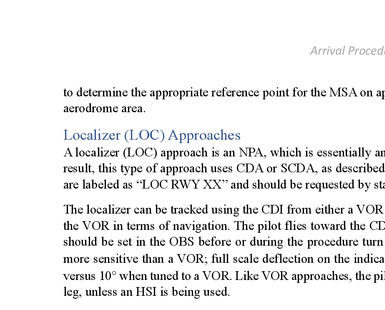 Arrival Proced
to determine the appropriate reference point for the MSA on ap
aerodrome area.
Localizer (LOC) Approaches
A localizer (LOC) approach is an NPA, which is essentially an
result, this type of approach uses CDA or SCDA, as described
are labeled as “LOC RWY XX” and should be requested by sta
The localizer can be tracked using the CDI from either a VOR
the VOR in terms of navigation. The pilot flies toward the CD
should be set in the OBS before or during the procedure turn
more sensitive than a VOR; full scale deflection on the indica
versus 10° when tuned to a VOR. Like VOR approaches, the pil
leg, unless an HSI is being used.